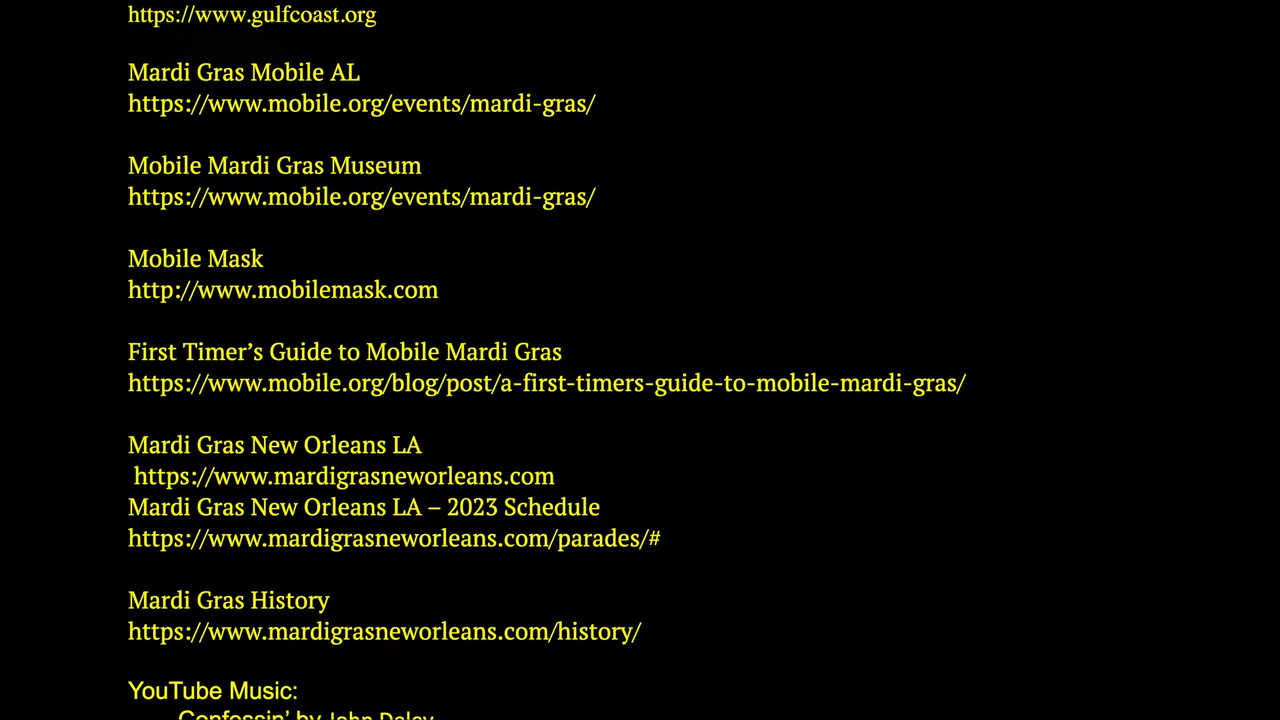 https://www.gulfcoast.org
Mardi Gras Mobile AL
https://www.mobile.org/events/mardi-gras/
Mobile Mardi Gras Museum
https://www.mobile.org/events/mardi-gras/
Mobile Mask
http://www.mobilemask.com
First Timer’s Guide to Mobile Mardi Gras
https://www.mobile.org/blog/post/a-first-timers-guide-to-mobile-mardi-gras/
Mardi Gras New Orleans LA
https://www.mardigrasneworleans.com
Mardi Gras New Orleans LA – 2023 Schedule
https://www.mardigrasneworleans.com/parades/#
Mardi Gras History
https://www.mardigrasneworleans.com/history/
YouTube Music:
Confessin’ by John Deley